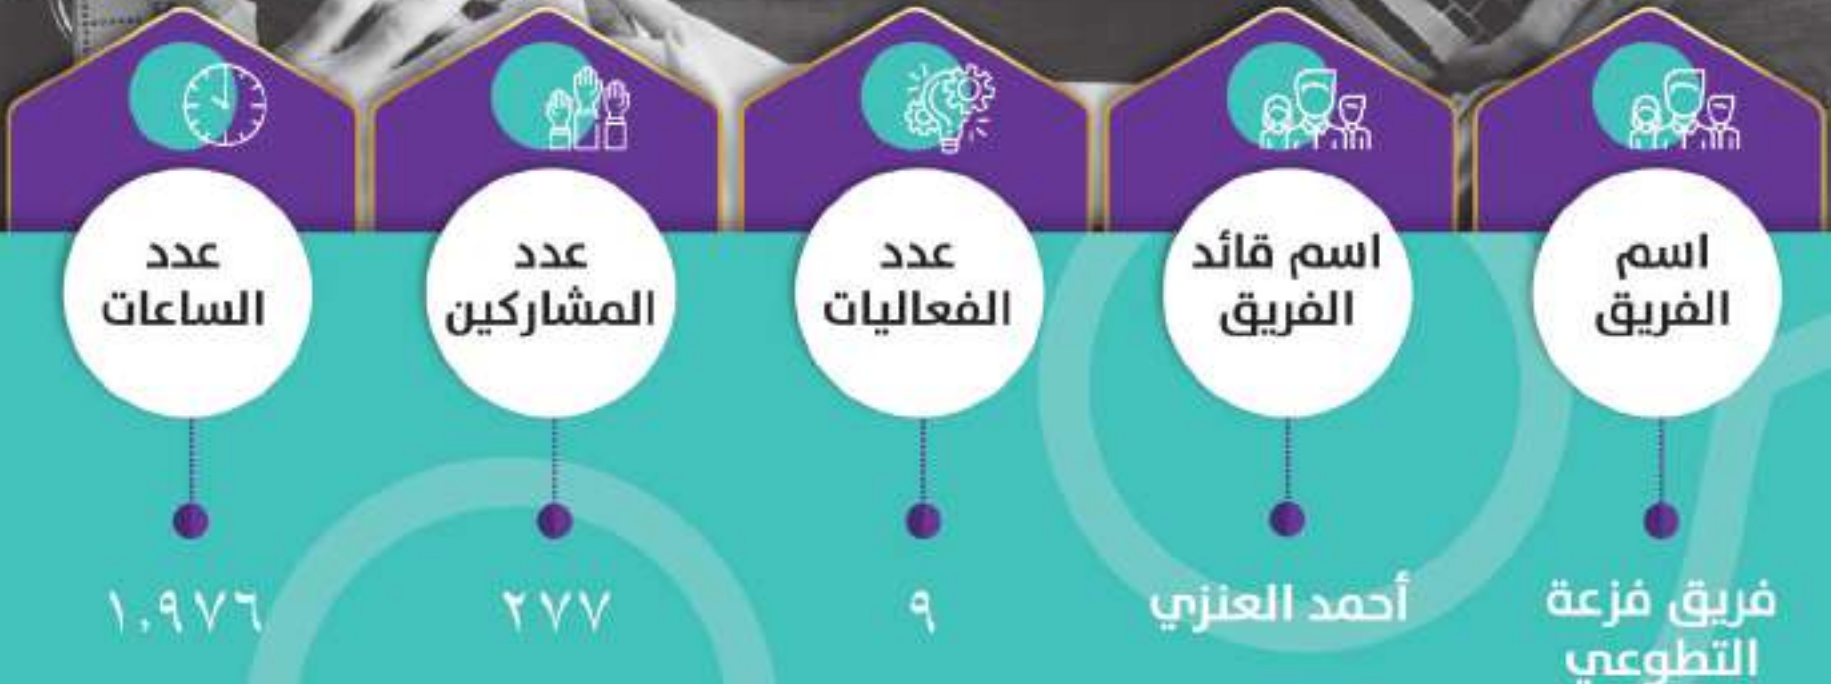 اسم
الفريق
اسم قائد
الفريق
عدد
الفعاليات
عدد
المشاركين
عدد
الساعات
فريق فزعة
التطوعي
أحمد العنزي
٩
٢٧٧
١,٩٧٦